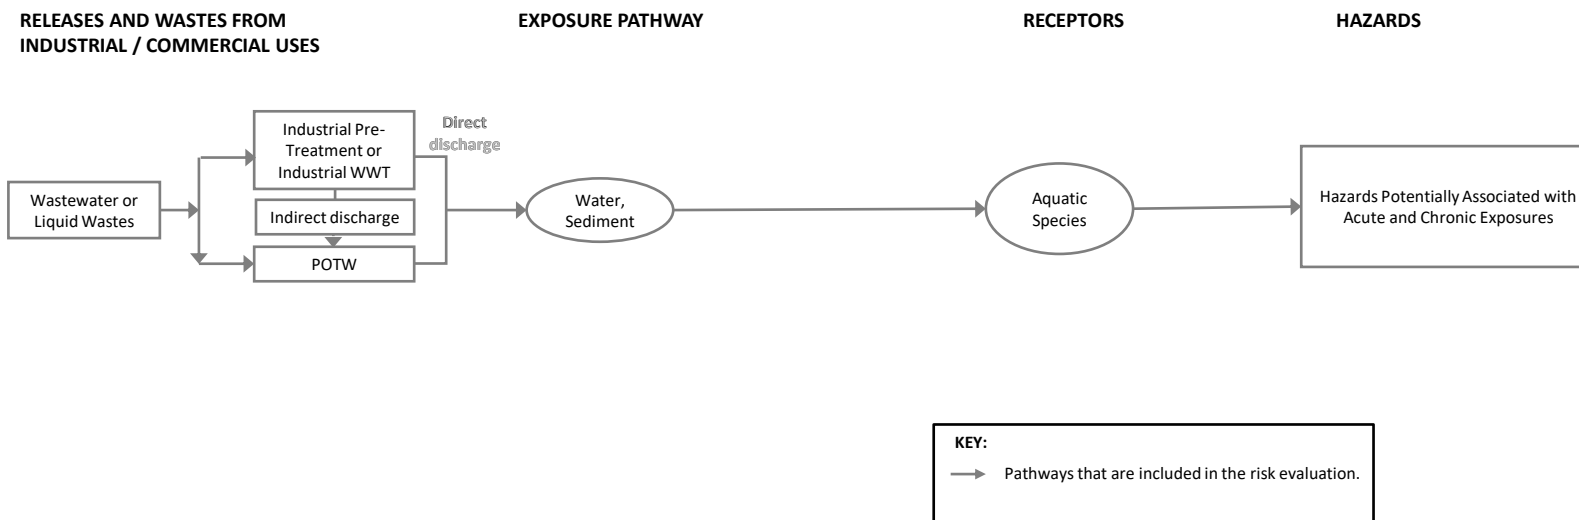 RELEASES AND WASTES FROM
INDUSTRIAL / COMMERCIAL USES
EXPOSURE PATHWAY
RECEPTORS
HAZARDS
Wastewater or
Liquid Wastes
Industrial Pre-
Treatment or
Industrial WWT
Indirect discharge
POTW
Direct
discharge
Water,
Sediment
Aquatic
Species
Hazards Potentially Associated with
Acute and Chronic Exposures
KEY:
Pathways that are included in the risk evaluation.